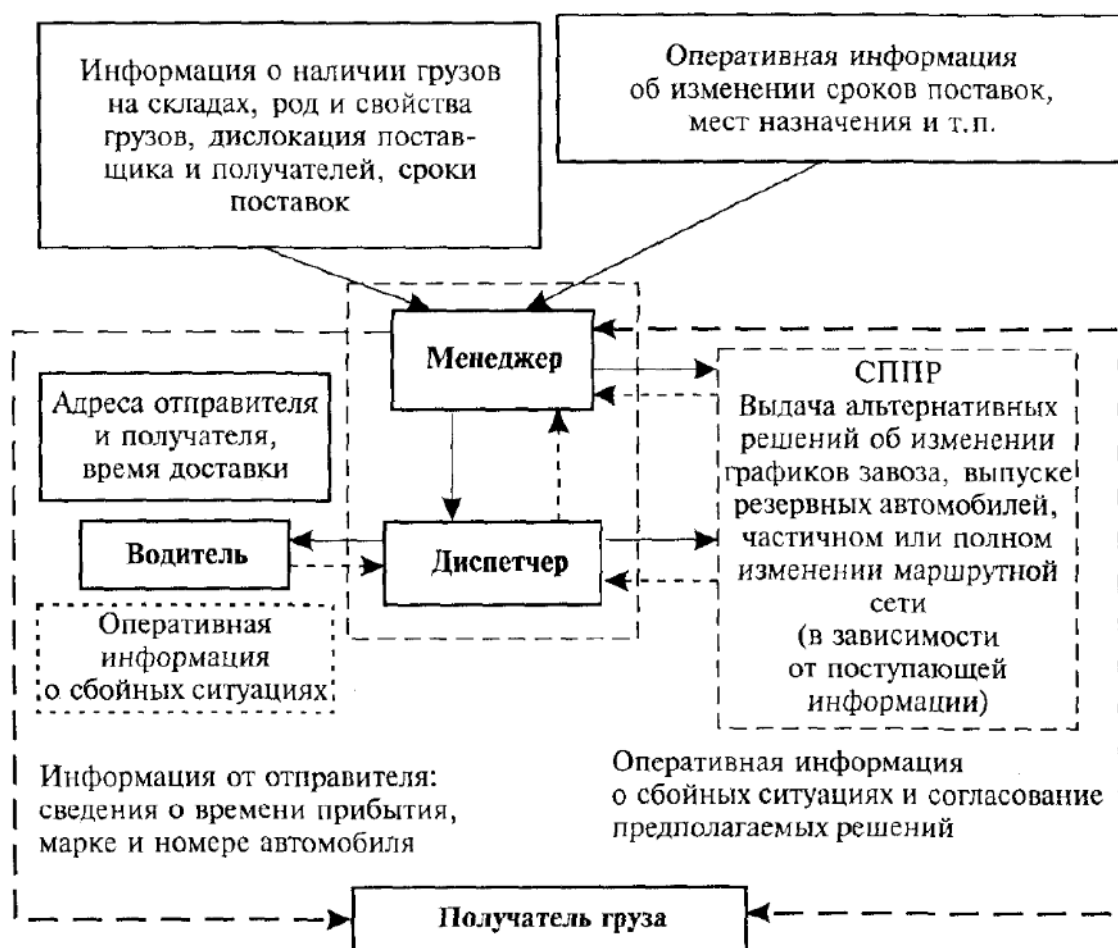 Информация о наличии грузов
на складах, род и свойства
грузов, дислокация постав-
щика и получателей, сроки
поставок
Оперативная информация
об изменении сроков поставок,
мест назначения и т.п.
Менеджер
Адреса отправителя
и получателя,
время доставки
СППР
Выдача альтернативных
решений об изменении
графиков завоза, выпуске
резервных автомобилей,
частичном или полном
изменении маршрутной
сети
(в зависимости
от поступающей
информации)
Водитель
Диспетчер
Оперативная
информация
о сбойных ситуациях
Информация от отправителя:
сведения о времени прибытия,
марке и номере автомобиля
Оперативная информация
о сбойных ситуациях и согласование
предполагаемых решений
Получатель груза